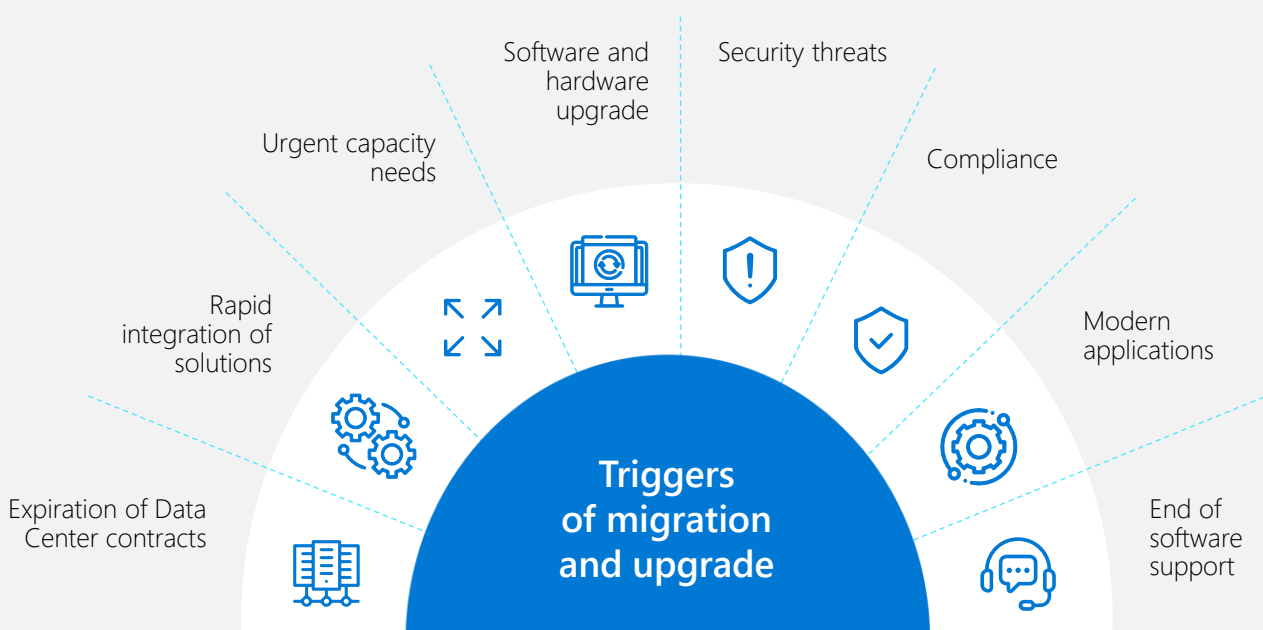 Software and
hardware
upgrade
Security threats
Urgent capacity
needs
Compliance
Rapid
integration of
solutions
Modern
applications
Expiration of Data
Center contracts
End of
software
support
Triggers
of migration
and upgrade